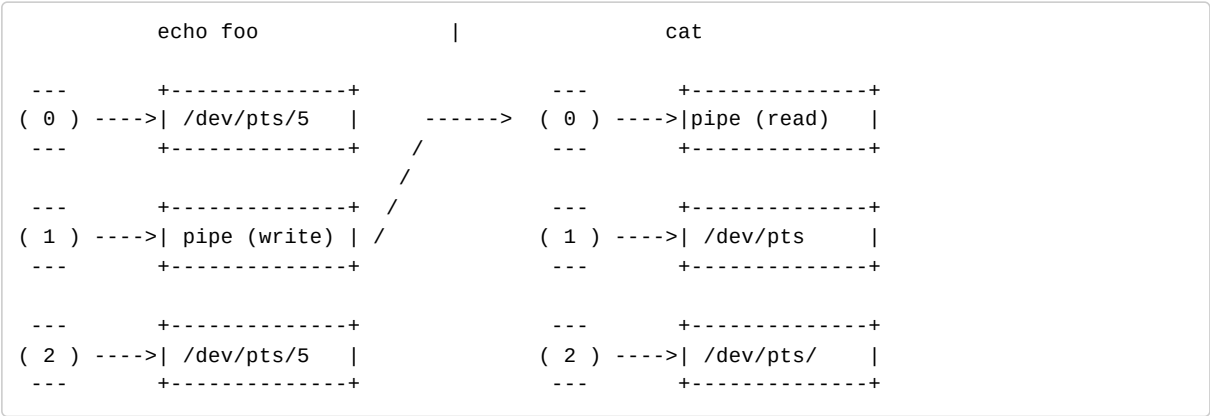 echo foo                |                 cat

 ---       +--------------+               ---       +--------------+
( 0 ) ---->| /dev/pts/5   |     ------>  ( 0 ) ---->|pipe (read)   |
 ---       +--------------+    /          ---       +--------------+
                              /
 ---       +--------------+  /            ---       +--------------+
( 1 ) ---->| pipe (write) | /            ( 1 ) ---->| /dev/pts     |
 ---       +--------------+               ---       +--------------+

 ---       +--------------+               ---       +--------------+
( 2 ) ---->| /dev/pts/5   |              ( 2 ) ---->| /dev/pts/    |
 ---       +--------------+               ---       +--------------+